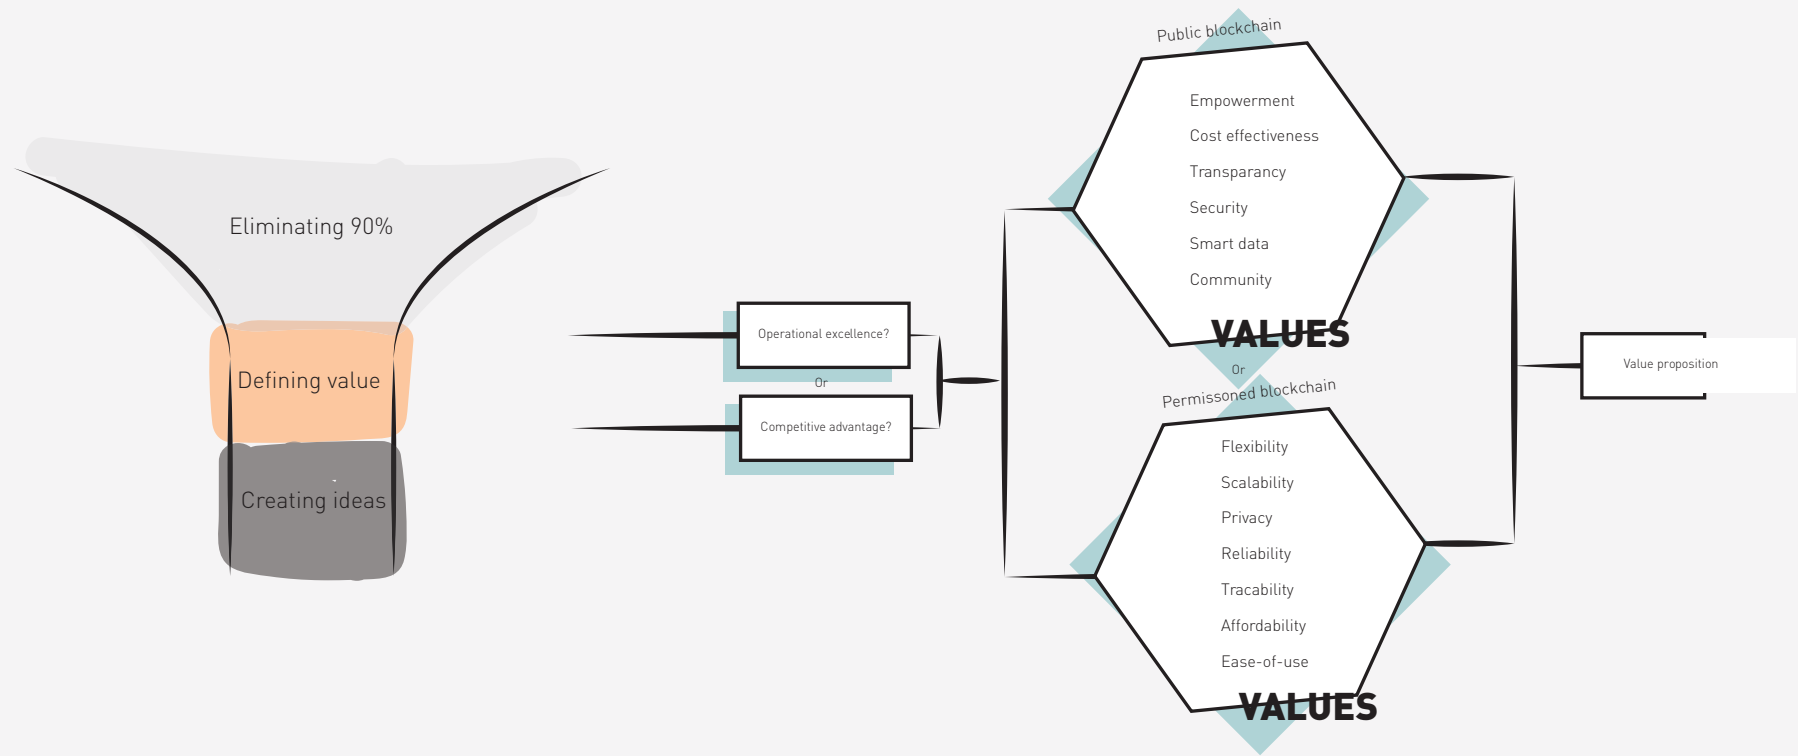 Eliminating 90%
Defining value
Creating ideas
Operational excellence?
Or
Competitive advantage?
Public blockchain
Empowerment
Cost effectiveness
Transparancy
Security
Smart data
Community
VALUES
Or
Permissoned blockchain
Flexibility
Scalability
Privacy
Reliability
Tracability
Affordability
Ease-of-use
VALUES
Value proposition